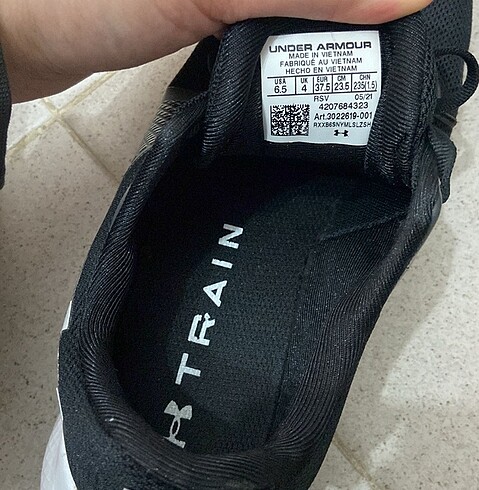 UNDER ARMOUR
MADE IN VIETNAM
FABRIQUÉ AU VIETNAM
HECHO EN VIETNAM
USA UK EUR CM CHN
6.5 4 37.5 23.5 235(1.5)
RSV 05/21
4207684323
Art.3022619-001
RXXB6SNYMLSLZ5H
TRAIN